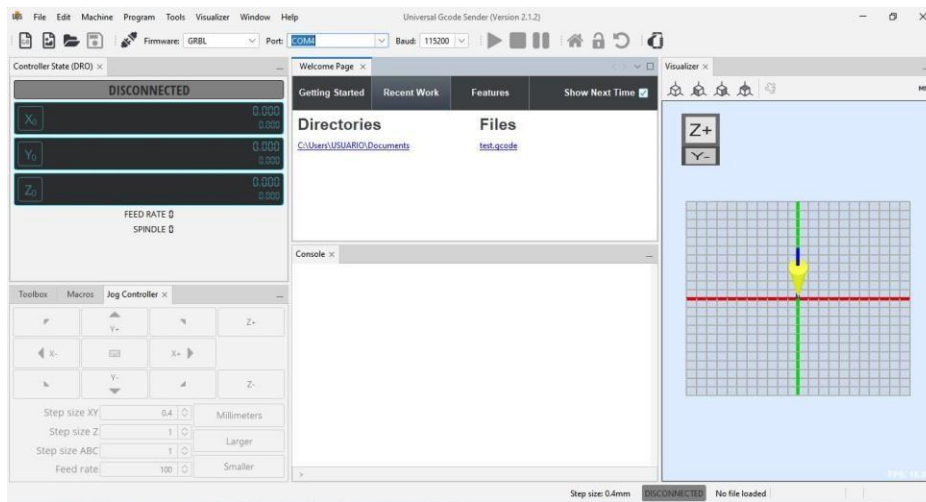 File Edit Machine Program Tools Visualizer Window Help Universal Gcode Sender (Version 2.1.2)
Firmware: GRBL Port: COM4 Baud: 115200
Controller State (DRO) ×
DISCONNECTED
X0 0.000
0.000
Y0 0.000
0.000
Z0 0.000
0.000
FEED RATE 0
SPINDLE 0
Toolbox Macros Jog Controller ×
Y+ Z+
X- X+
Y- Z-
Step size XY 0.4 Millimeters
Step size Z 1
Larger
Step size ABC 1
Feed rate 100 Smaller
Welcome Page ×
Getting Started Recent Work Features Show Next Time
Directories Files
C:\Users\USUARIO\Documents test.gcode
Console ×
>
Visualizer ×
Z+
Y-
Step size: 0.4mm DISCONNECTED No file loaded